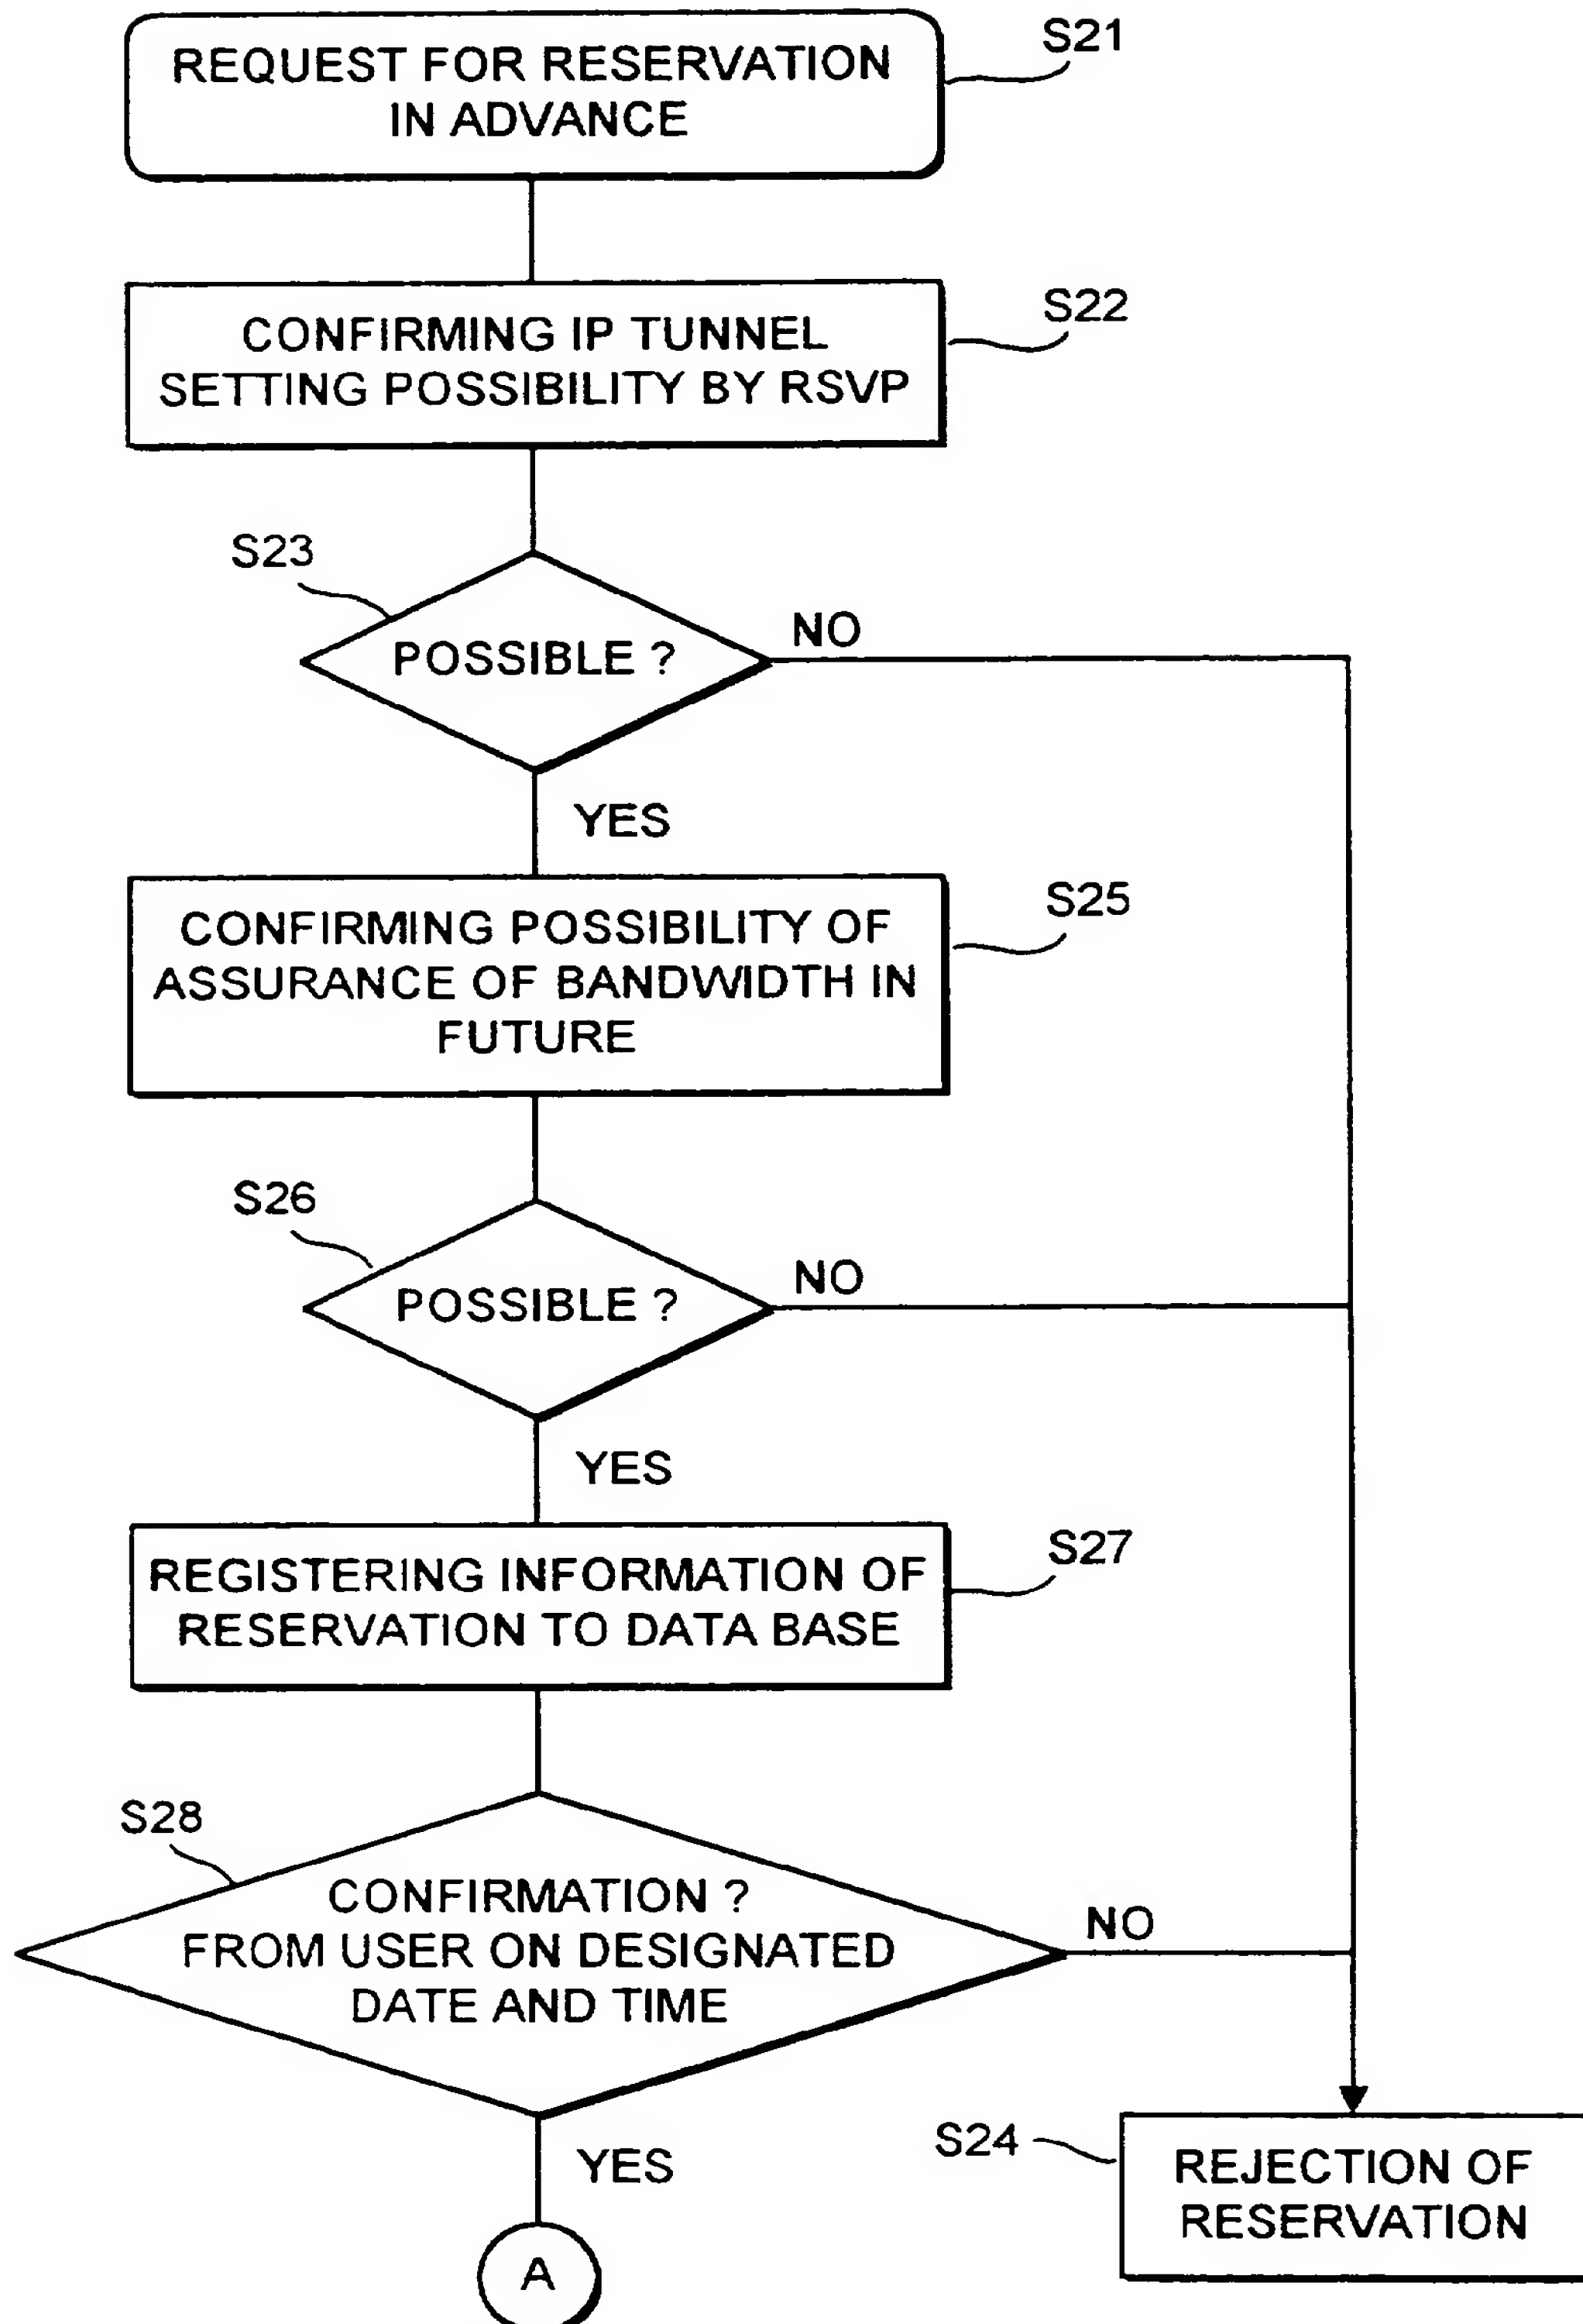 REQUEST FOR RESERVATION
IN ADVANCE
S21
CONFIRMING IP TUNNEL
SETTING POSSIBILITY BY RSVP
S22
S23
POSSIBLE ?
NO
YES
CONFIRMING POSSIBILITY OF
ASSURANCE OF BANDWIDTH IN
FUTURE
S25
S26
POSSIBLE ?
NO
YES
REGISTERING INFORMATION OF
RESERVATION TO DATA BASE
S27
S28
CONFIRMATION ?
FROM USER ON DESIGNATED
DATE AND TIME
NO
YES
S24
REJECTION OF
RESERVATION
A